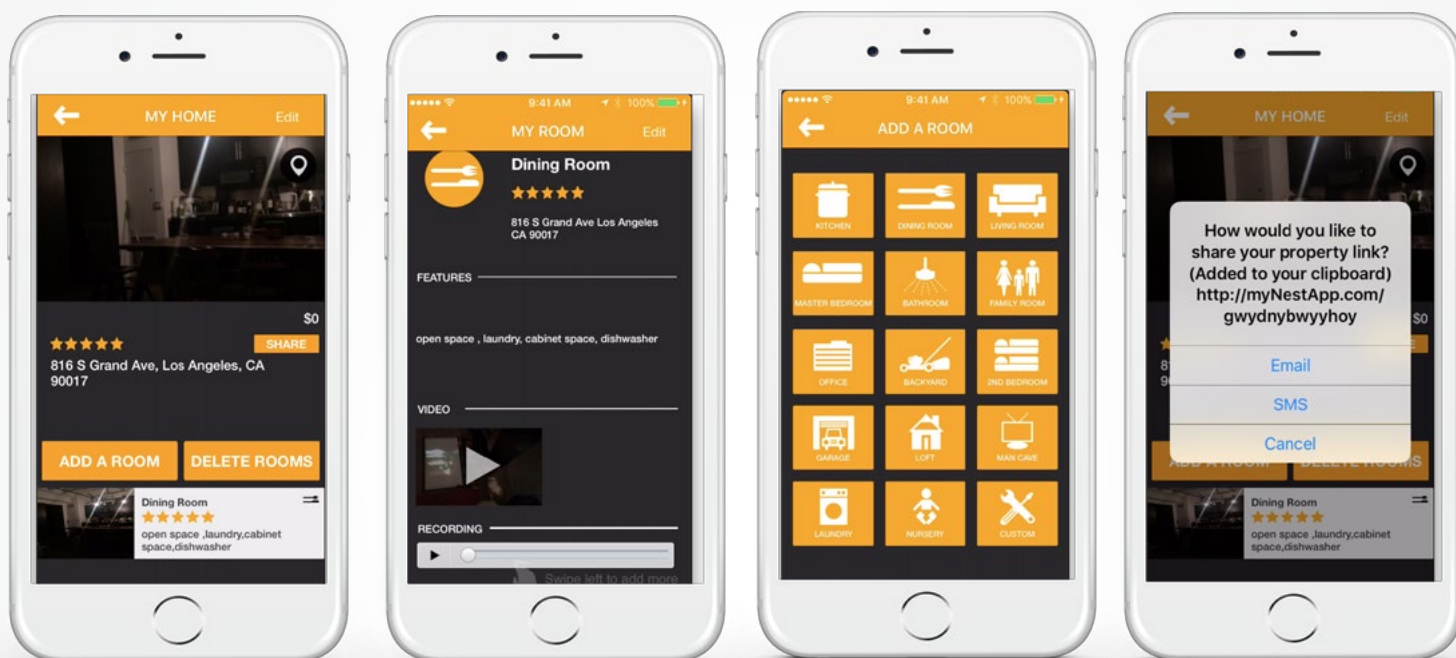 MY HOME
Edit
$0
SHARE
816 S Grand Ave, Los Angeles, CA
90017
ADD A ROOM
DELETE ROOMS
Dining Room
open space ,laundry,cabinet
space,dishwasher
9:41 AM
100%
MY ROOM
Edit
Dining Room
816 S Grand Ave Los Angeles
CA 90017
FEATURES
open space , laundry, cabinet space, dishwasher
VIDEO
RECORDING
Swipe left to add more
9:41 AM
100%
ADD A ROOM
KITCHEN
DINING ROOM
LIVING ROOM
MASTER BEDROOM
BATHROOM
FAMILY ROOM
OFFICE
BACKYARD
2ND BEDROOM
GARAGE
LOFT
MAN CAVE
LAUNDRY
NURSERY
CUSTOM
MY HOME
Edit
How would you like to
share your property link?
(Added to your clipboard)
http://myNestApp.com/
gwydnybwyyhoy
$0
Email
SMS
Cancel
ADD A ROOM
DELETE ROOMS
Dining Room
open space ,laundry,cabinet
space,dishwasher